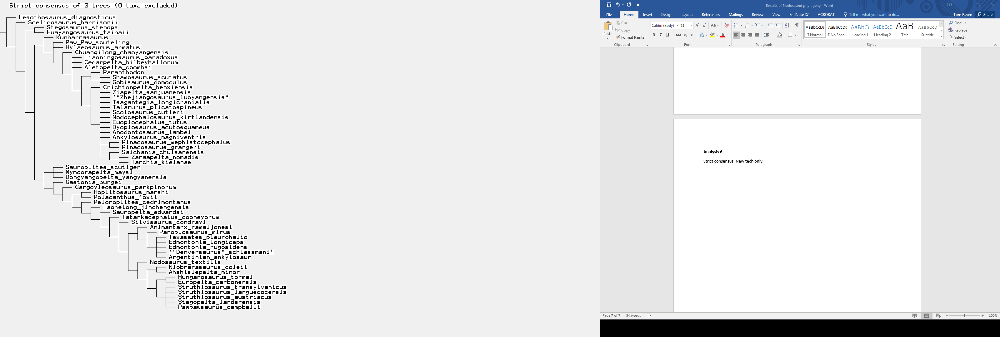 Strict consensus of 3 trees (0 taxa excluded)
Lesothosaurus_diagnosticus
Scelidosaurus_harrisonii
Stegosaurus_stenops
Huayangosaurus_taibaii
Kunbarrasaurus
Paw_Paw_scuteling
Hylaeosaurus_armatus
Chuanqilong_chaoyangensis
Liaoningosaurus_paradoxus
Cedarpelta_bilbeyhallorum
Aletopelta_coombsi
Paranthodon
Shamosaurus_scutatus
Gobisaurus_domoculus
Crichtonpelta_benxiensis
Ziapelta_sanjuanensis
'"Zhejiangosaurus_luoyangensis"
Tsagantegia_longicranialis
Talarurus_plicatospineus
Scolosaurus_cutleri
Nodocephalosaurus_kirtlandensis
Euoplocephalus_tutus
Dyoplosaurus_acutosquameus
Anodontosaurus_lambei
Ankylosaurus_magniventris
Pinacosaurus_mephistocephalus
Pinacosaurus_grangeri
Saichania_chulsanensis
Zaraapelta_nomadis
Tarchia_kielanae
Sauroplites_scutiger
Mymoorapelta_maysi
Dongyangopelta_yangyanensis
Gastonia_burgei
Gargoyleosaurus_parkpinorum
Hoplitosaurus_marshi
Polacanthus_foxii
Peloroplites_cedrimontanus
Taohelong_jinchengensis
Sauropelta_edwardsi
Tatankacephalus_cooneyorum
Silvisaurus_condrayi
Animantarx_ramaljonesi
Panoplosaurus_mirus
Texasetes_pleurohalio
Edmontonia_longiceps
Edmontonia_rugosidens
'"Denversaurus"_schlessmani'
Argentinian_ankylosaur
Nodosaurus_textilis
Niobrarasaurus_coleii
Ahshislepelta_minor
Hungarosaurus_tormai
Europelta_carbonensis
Struthiosaurus_transylvanicus
Struthiosaurus_languedocensis
Struthiosaurus_austriacus
Stegopelta_landerensis
Pawpawsaurus_campbelli
Results of Nodosaurid phylogeny - Word
File Home Insert Design Layout References Mailings Review View EndNote X7 ACROBAT Tell me what you want to do... Tom Raven Share
Paste
Cut
Copy
Format Painter
Clipboard
Calibri (Body) 11 A A Aa
B I U abc x₂ x² A ab A
Font
Paragraph
AaBbCcDc AaBbCcDc AaBbCc AaBbCcE AaB AaBbCcD
¶ Normal ¶ No Spac... Heading 1 Heading 2 Title Subtitle
Styles
Find
Replace
Select
Editing
Analysis 6.
Strict consensus. New tech only.
Page 7 of 7 54 words 100%